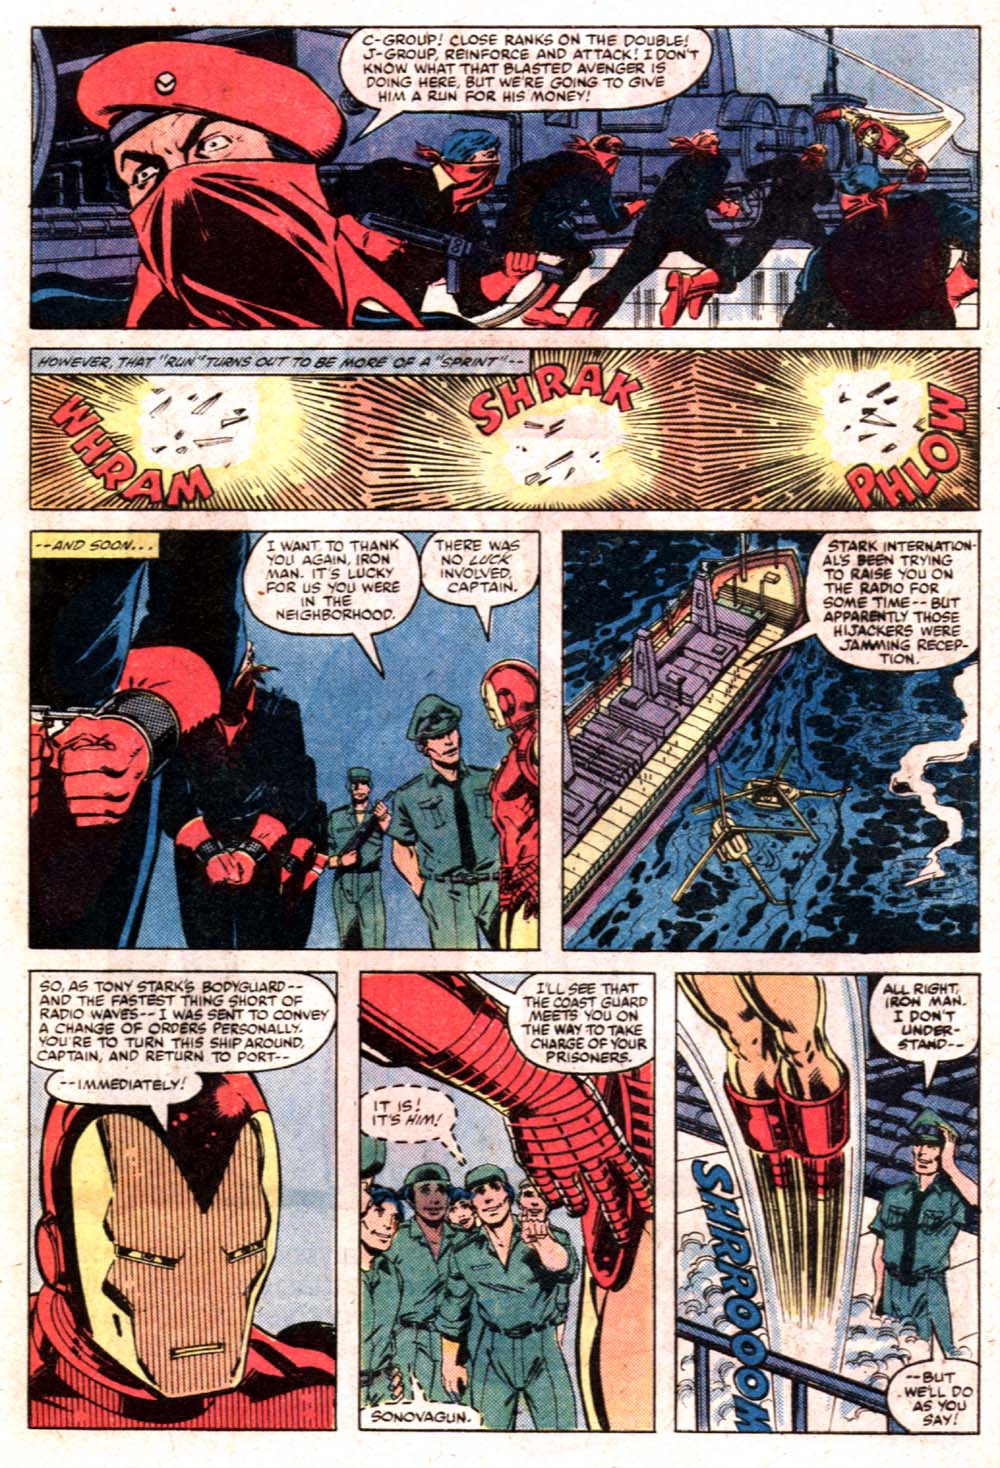 C-GROUP! CLOSE RANKS ON THE DOUBLE!
J-GROUP, REINFORCE AND ATTACK! I DON'T
KNOW WHAT THAT BLASTED AVENGER IS
DOING HERE, BUT WE'RE GOING TO GIVE
HIM A RUN FOR HIS MONEY!
HOWEVER, THAT "RUN" TURNS OUT TO BE MORE OF A "SPRINT"--
WHRAM
SHRAK
PHLOW
--AND SOON...
I WANT TO THANK
YOU AGAIN, IRON
MAN. IT'S LUCKY
FOR US YOU WERE
IN THE
NEIGHBORHOOD.
THERE WAS
NO LUCK
INVOLVED,
CAPTAIN.
STARK INTERNATION-
AL'S BEEN TRYING
TO RAISE YOU ON
THE RADIO FOR
SOME TIME--BUT
APPARENTLY THOSE
HIJACKERS WERE
JAMMING RECEP-
TION.
SO, AS TONY STARK'S BODYGUARD--
AND THE FASTEST THING SHORT OF
RADIO WAVES--I WAS SENT TO CONVEY
A CHANGE OF ORDERS PERSONALLY.
YOU'RE TO TURN THIS SHIP AROUND,
CAPTAIN, AND RETURN TO PORT--
--IMMEDIATELY!
I'LL SEE THAT
THE COAST GUARD
MEETS YOU ON
THE WAY TO TAKE
CHARGE OF YOUR
PRISONERS.
IT IS!
IT'S HIM!
SONOVAGUN.
ALL RIGHT,
IRON MAN.
I DON'T
UNDER-
STAND--
SHRROOOM
--BUT
WE'LL DO
AS YOU
SAY!